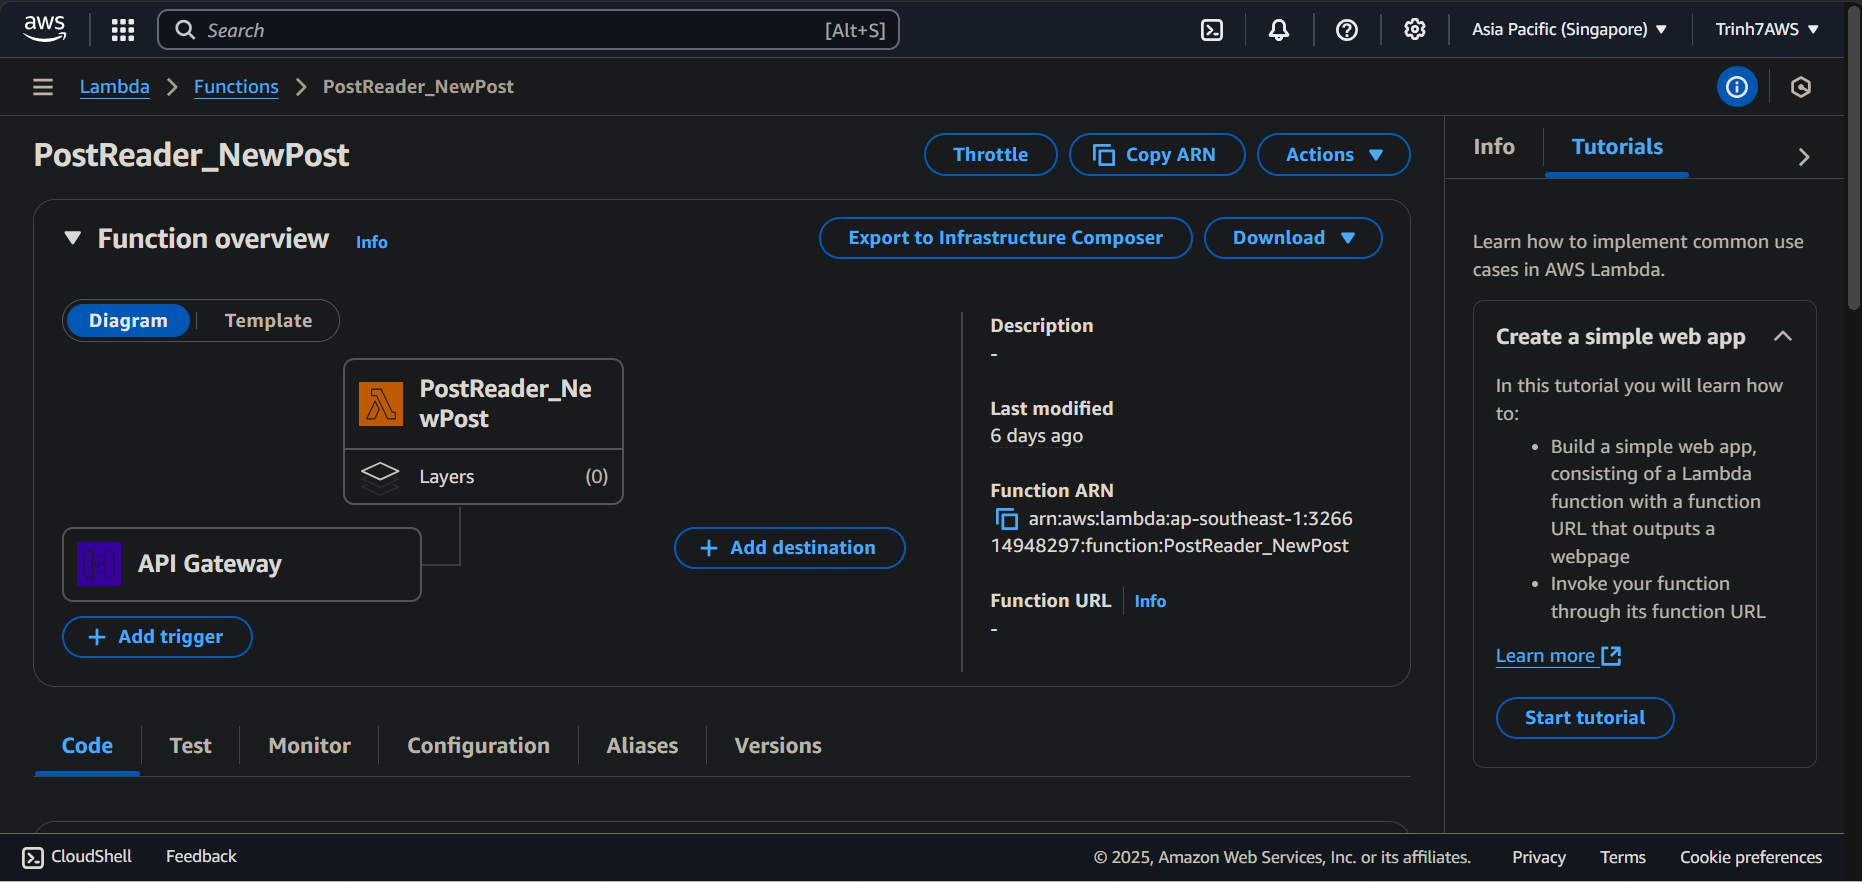 aws
Search
[Alt+S]
Asia Pacific (Singapore)
Trinh7AWS
Lambda
Functions
PostReader_NewPost
PostReader_NewPost
Throttle
Copy ARN
Actions
Function overview
Info
Export to Infrastructure Composer
Download
Diagram
Template
PostReader_Ne
wPost
Layers
(0)
API Gateway
Add destination
Add trigger
Description
-
Last modified
6 days ago
Function ARN
arn:aws:lambda:ap-southeast-1:3266
14948297:function:PostReader_NewPost
Function URL
Info
-
Code
Test
Monitor
Configuration
Aliases
Versions
Info
Tutorials
Learn how to implement common use
cases in AWS Lambda.
Create a simple web app
In this tutorial you will learn how
to:
• Build a simple web app,
consisting of a Lambda
function with a function
URL that outputs a
webpage
• Invoke your function
through its function URL
Learn more
Start tutorial
CloudShell
Feedback
© 2025, Amazon Web Services, Inc. or its affiliates.
Privacy
Terms
Cookie preferences